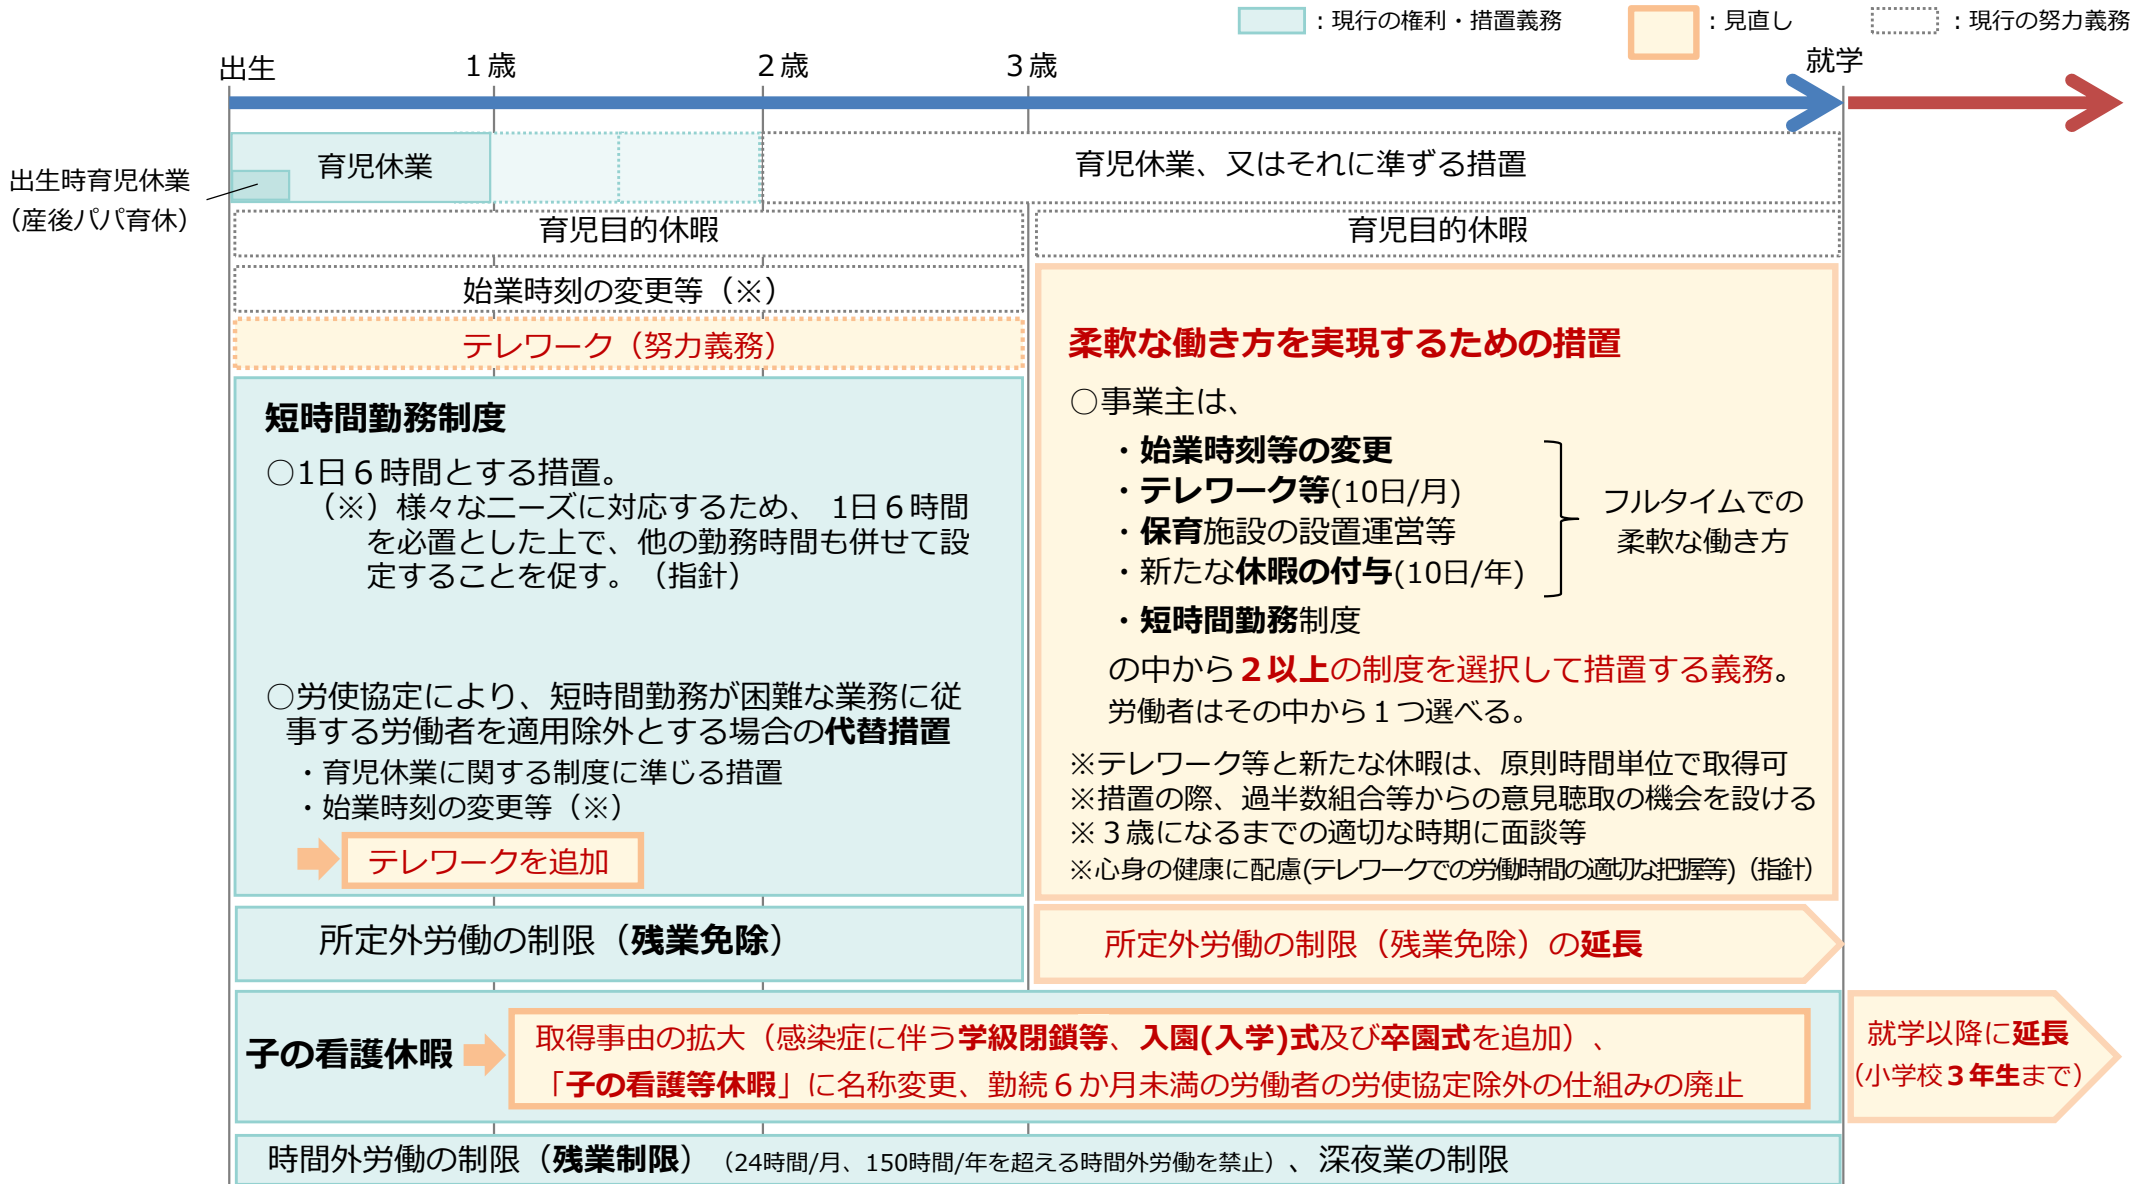 ：現行の権利・措置義務
：見直し
：現行の努力義務
出生
１歳
２歳
３歳
就学
出生時育児休業
（産後パパ育休）
育児休業
育児休業、又はそれに準ずる措置
育児目的休暇
育児目的休暇
始業時刻の変更等（※）
テレワーク（努力義務）
短時間勤務制度
○1日６時間とする措置。
（※）様々なニーズに対応するため、 1日６時間
を必置とした上で、他の勤務時間も併せて設
定することを促す。（指針）
○労使協定により、短時間勤務が困難な業務に従
事する労働者を適用除外とする場合の代替措置
・育児休業に関する制度に準じる措置
・始業時刻の変更等（※）
テレワークを追加
柔軟な働き方を実現するための措置
○事業主は、
・始業時刻等の変更
・テレワーク等(10日/月)
・保育施設の設置運営等
・新たな休暇の付与(10日/年)
・短時間勤務制度
フルタイムでの
柔軟な働き方
の中から２以上の制度を選択して措置する義務。
労働者はその中から１つ選べる。
※テレワーク等と新たな休暇は、原則時間単位で取得可
※措置の際、過半数組合等からの意見聴取の機会を設ける
※３歳になるまでの適切な時期に面談等
※心身の健康に配慮(テレワークでの労働時間の適切な把握等)（指針）
所定外労働の制限（残業免除）
所定外労働の制限（残業免除）の延長
子の看護休暇
取得事由の拡大（感染症に伴う学級閉鎖等、入園(入学)式及び卒園式を追加）、
「子の看護等休暇」に名称変更、勤続６か月未満の労働者の労使協定除外の仕組みの廃止
就学以降に延長
（小学校３年生まで）
時間外労働の制限（残業制限）（24時間/月、150時間/年を超える時間外労働を禁止）、深夜業の制限